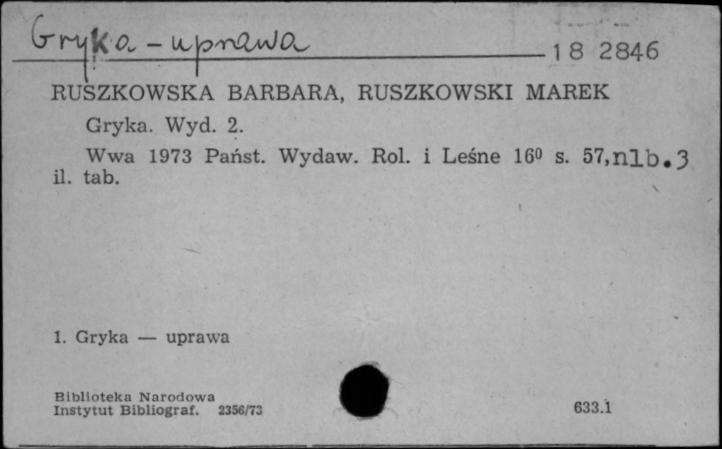 Gryka - uprawa
18 2846
RUSZKOWSKA BARBARA, RUSZKOWSKI MAREK
Gryka. Wyd. 2.
Wwa 1973 Państ. Wydaw. Rol. i Leśne 16⁰ s. 57,nlb.3
il. tab.
1. Gryka — uprawa
Biblioteka Narodowa
Instytut Bibliograf. 2356/73
633.1